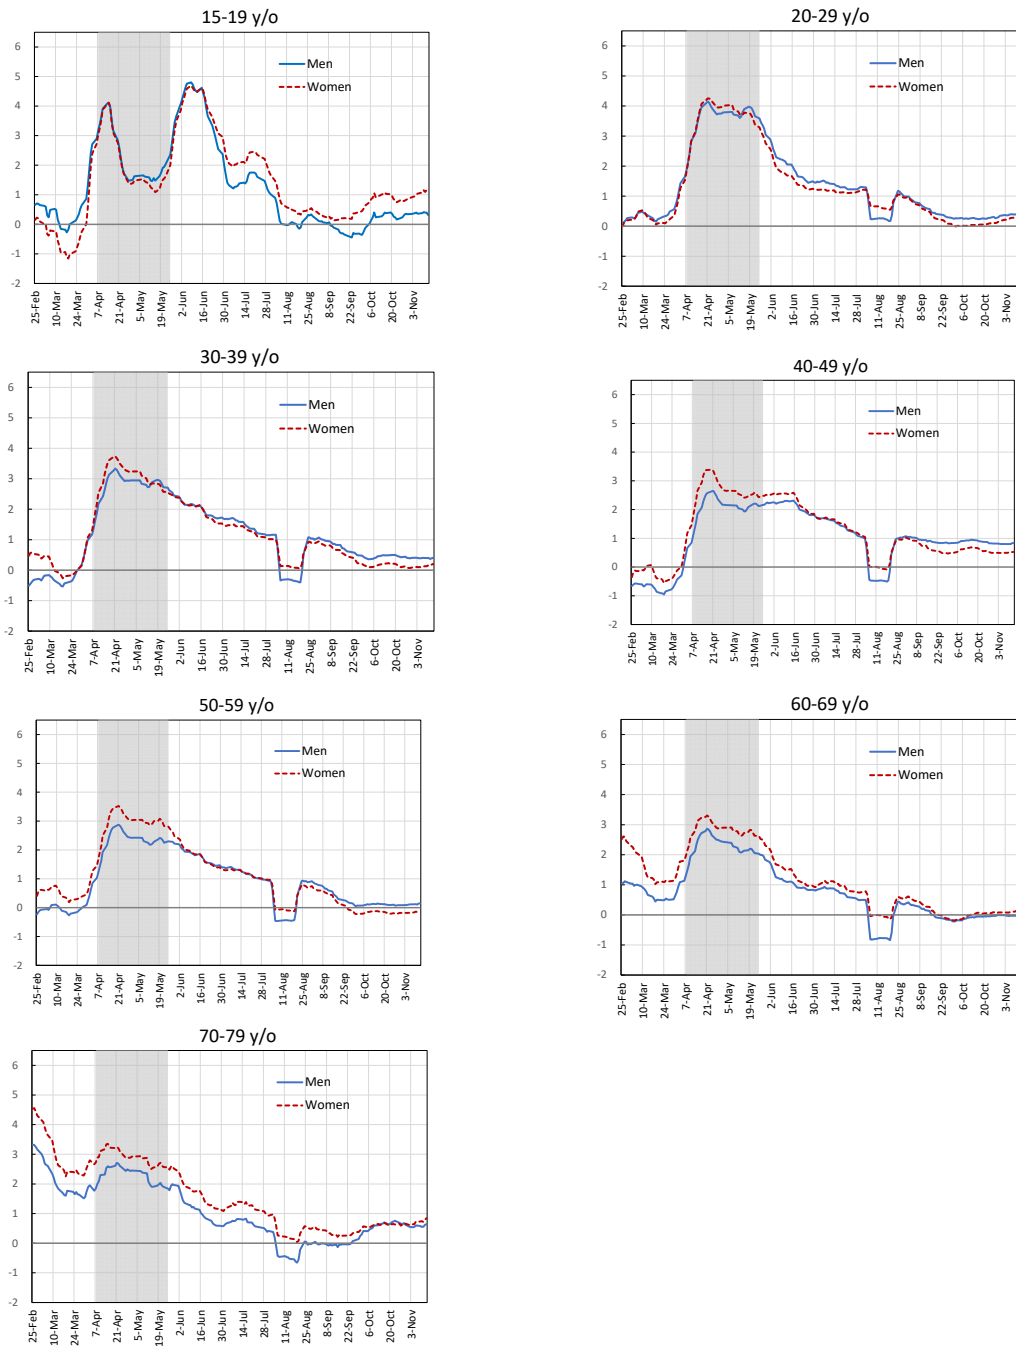 15-19 y/o
6
5
4
3
2
1
0
-1
-2
Men
Women
25-Feb
10-Mar
24-Mar
7-Apr
21-Apr
5-May
19-May
2-Jun
16-Jun
30-Jun
14-Jul
28-Jul
11-Aug
25-Aug
8-Sep
22-Sep
6-Oct
20-Oct
3-Nov
20-29 y/o
6
5
4
3
2
1
0
-1
-2
Men
Women
25-Feb
10-Mar
24-Mar
7-Apr
21-Apr
5-May
19-May
2-Jun
16-Jun
30-Jun
14-Jul
28-Jul
11-Aug
25-Aug
8-Sep
22-Sep
6-Oct
20-Oct
3-Nov
30-39 y/o
6
5
4
3
2
1
0
-1
-2
Men
Women
25-Feb
10-Mar
24-Mar
7-Apr
21-Apr
5-May
19-May
2-Jun
16-Jun
30-Jun
14-Jul
28-Jul
11-Aug
25-Aug
8-Sep
22-Sep
6-Oct
20-Oct
3-Nov
40-49 y/o
6
5
4
3
2
1
0
-1
-2
Men
Women
25-Feb
10-Mar
24-Mar
7-Apr
21-Apr
5-May
19-May
2-Jun
16-Jun
30-Jun
14-Jul
28-Jul
11-Aug
25-Aug
8-Sep
22-Sep
6-Oct
20-Oct
3-Nov
50-59 y/o
6
5
4
3
2
1
0
-1
-2
Men
Women
25-Feb
10-Mar
24-Mar
7-Apr
21-Apr
5-May
19-May
2-Jun
16-Jun
30-Jun
14-Jul
28-Jul
11-Aug
25-Aug
8-Sep
22-Sep
6-Oct
20-Oct
3-Nov
60-69 y/o
6
5
4
3
2
1
0
-1
-2
Men
Women
25-Feb
10-Mar
24-Mar
7-Apr
21-Apr
5-May
19-May
2-Jun
16-Jun
30-Jun
14-Jul
28-Jul
11-Aug
25-Aug
8-Sep
22-Sep
6-Oct
20-Oct
3-Nov
70-79 y/o
6
5
4
3
2
1
0
-1
-2
Men
Women
25-Feb
10-Mar
24-Mar
7-Apr
21-Apr
5-May
19-May
2-Jun
16-Jun
30-Jun
14-Jul
28-Jul
11-Aug
25-Aug
8-Sep
22-Sep
6-Oct
20-Oct
3-Nov